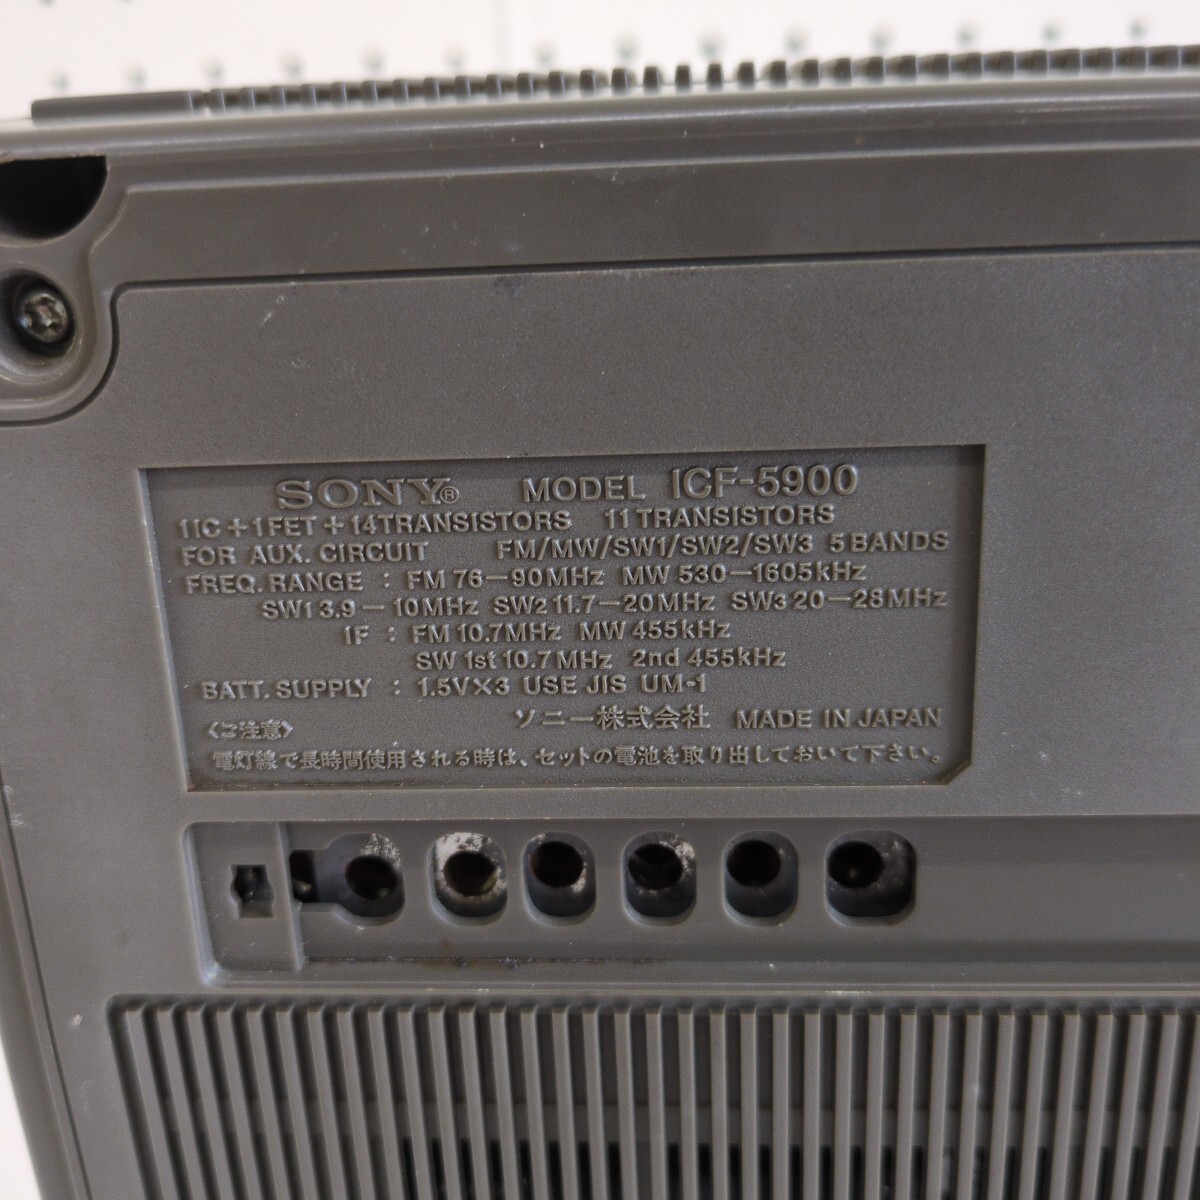 SONY® MODEL ICF-5900
1IC+1FET+14TRANSISTORS 11TRANSISTORS
FOR AUX. CIRCUIT FM/MW/SW1/SW2/SW3 5BANDS
FREQ. RANGE : FM 76-90MHz MW 530-1605kHz
SW1 3.9-10MHz SW2 11.7-20MHz SW3 20-28MHz
IF : FM 10.7MHz MW 455kHz
SW 1st 10.7MHz 2nd 455kHz
BATT. SUPPLY : 1.5V×3 USE JIS UM-1
ソニー株式会社 MADE IN JAPAN
〈ご注意〉
電灯線で長時間使用される時は、セットの電池を取り出しておいて下さい。